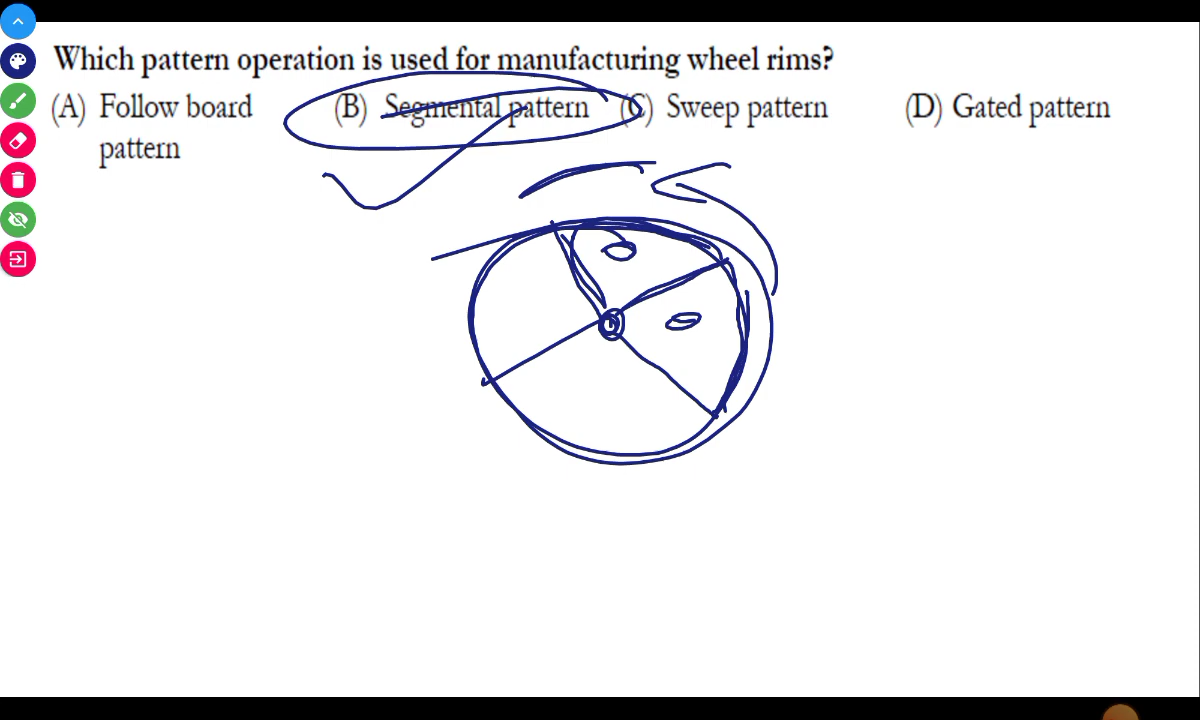 Which pattern operation is used for manufacturing wheel rims?
(A) Follow board (B) Segmental pattern (C) Sweep pattern (D) Gated pattern
pattern